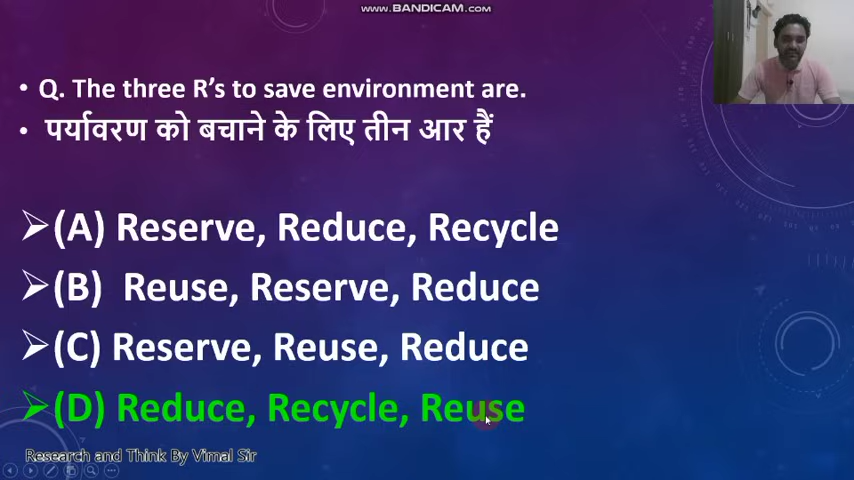 www.BANDICAM.com
• Q. The three R's to save environment are.
• पर्यावरण को बचाने के लिए तीन आर हैं
➢(A) Reserve, Reduce, Recycle
➢(B) Reuse, Reserve, Reduce
➢(C) Reserve, Reuse, Reduce
➢(D) Reduce, Recycle, Reuse
Research and Think By Vimal Sir